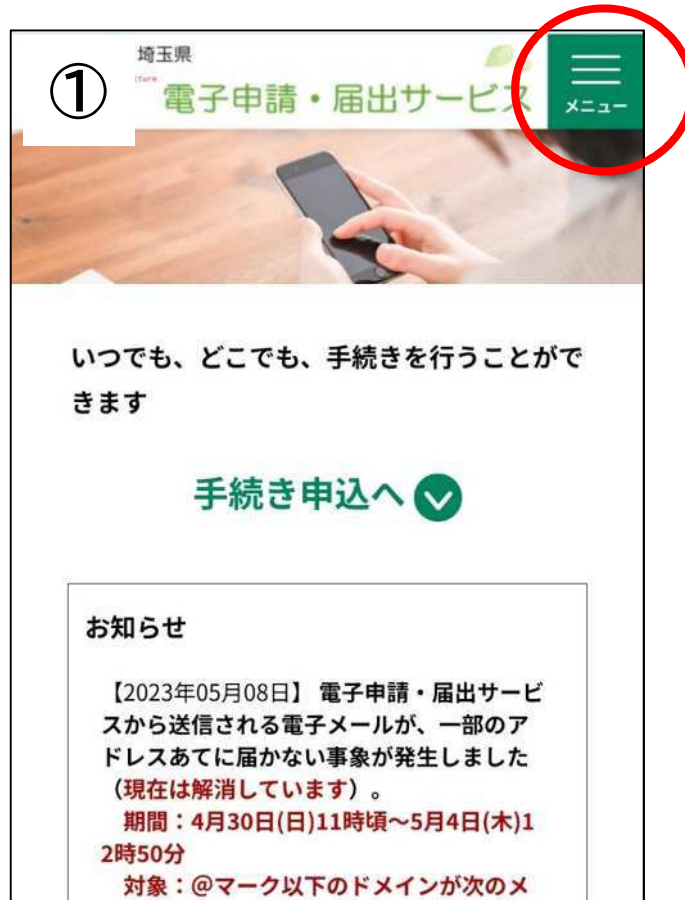 ①
埼玉県
電子申請・届出サービス
メニュー
いつでも、どこでも、手続きを行うことがで
きます
手続き申込へ
お知らせ
【2023年05月08日】 電子申請・届出サービ
スから送信される電子メールが、一部のア
ドレスあてに届かない事象が発生しました
（現在は解消しています）。
期間：4月30日(日)11時頃～5月4日(木)1
2時50分
対象：@マーク以下のドメインが次のメ